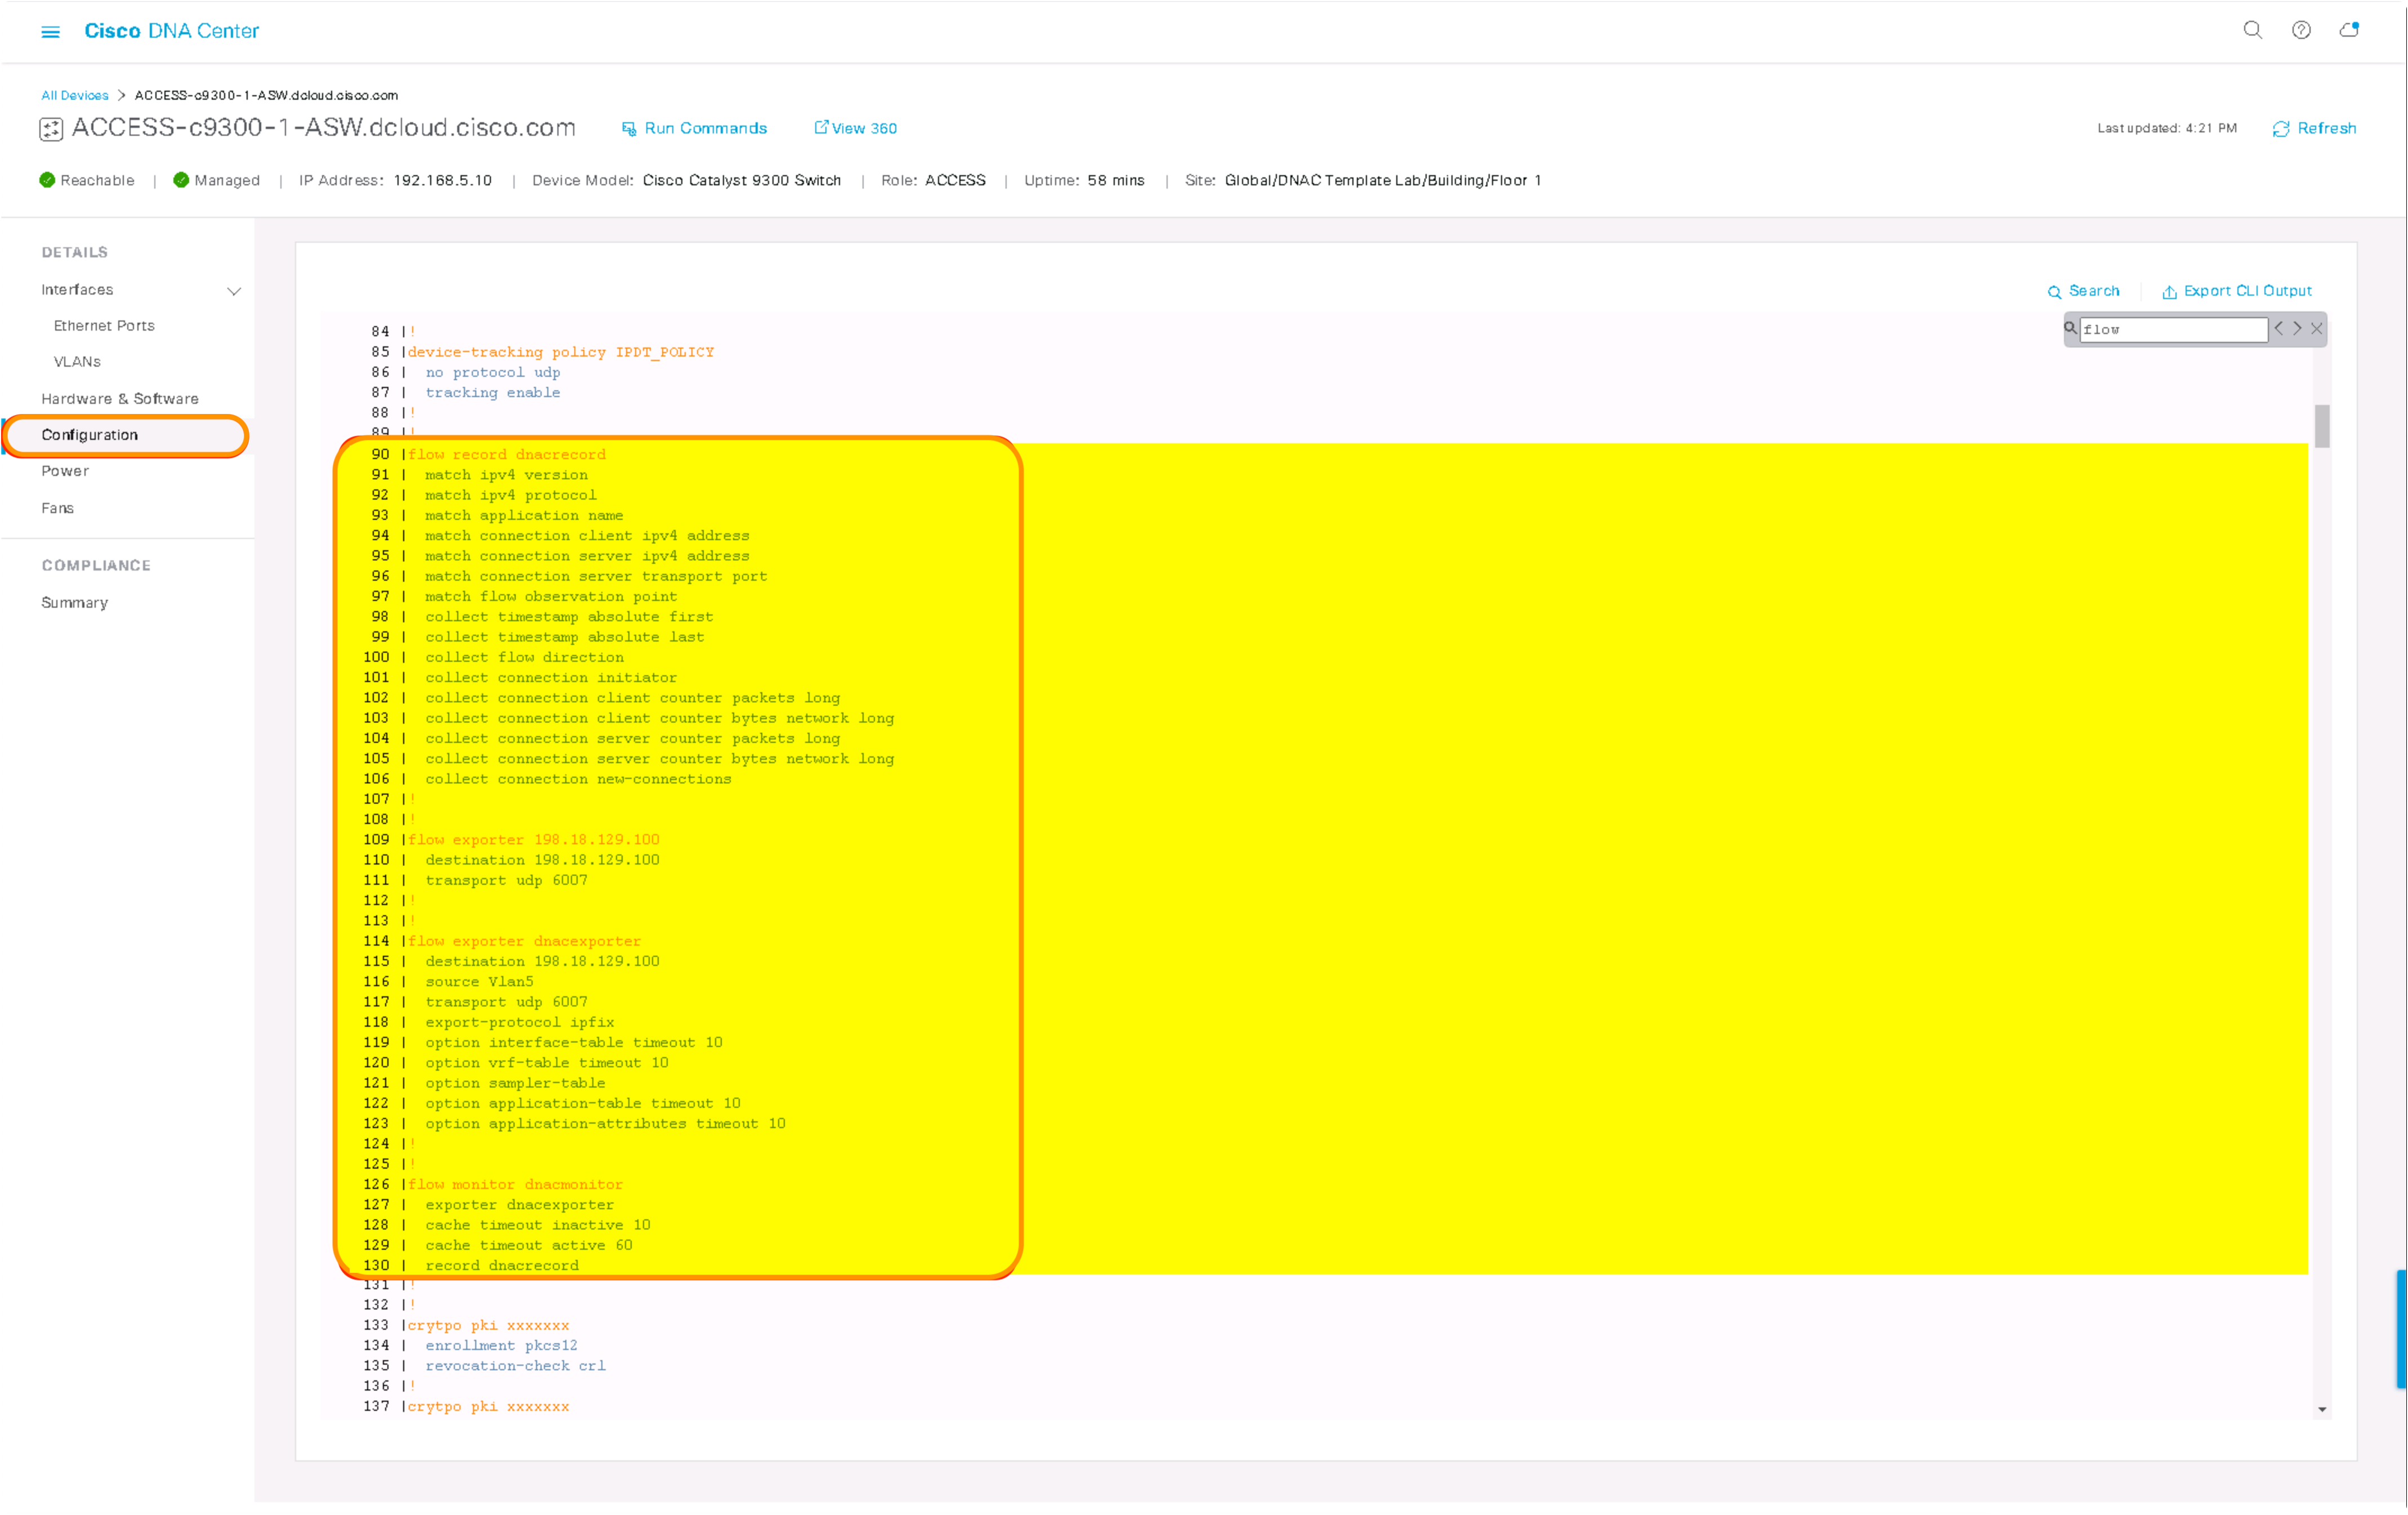 Cisco DNA Center
All Devices > ACCESS-c9300-1-ASW.dcloud.cisco.com
ACCESS-c9300-1-ASW.dcloud.cisco.com Run Commands View 360 Last updated: 4:21 PM Refresh
Reachable | Managed | IP Address: 192.168.5.10 | Device Model: Cisco Catalyst 9300 Switch | Role: ACCESS | Uptime: 58 mins | Site: Global/DNAC Template Lab/Building/Floor 1
DETAILS
Interfaces
Ethernet Ports
VLANs
Hardware & Software
Configuration
Power
Fans
COMPLIANCE
Summary
Search Export CLI Output
flow
84 |!
85 |device-tracking policy IPDT_POLICY
86 | no protocol udp
87 | tracking enable
88 |!
89 |!
90 |flow record dnacrecord
91 | match ipv4 version
92 | match ipv4 protocol
93 | match application name
94 | match connection client ipv4 address
95 | match connection server ipv4 address
96 | match connection server transport port
97 | match flow observation point
98 | collect timestamp absolute first
99 | collect timestamp absolute last
100 | collect flow direction
101 | collect connection initiator
102 | collect connection client counter packets long
103 | collect connection client counter bytes network long
104 | collect connection server counter packets long
105 | collect connection server counter bytes network long
106 | collect connection new-connections
107 |!
108 |!
109 |flow exporter 198.18.129.100
110 | destination 198.18.129.100
111 | transport udp 6007
112 |!
113 |!
114 |flow exporter dnacexporter
115 | destination 198.18.129.100
116 | source Vlan5
117 | transport udp 6007
118 | export-protocol ipfix
119 | option interface-table timeout 10
120 | option vrf-table timeout 10
121 | option sampler-table
122 | option application-table timeout 10
123 | option application-attributes timeout 10
124 |!
125 |!
126 |flow monitor dnacmonitor
127 | exporter dnacexporter
128 | cache timeout inactive 10
129 | cache timeout active 60
130 | record dnacrecord
131 |!
132 |!
133 |crytpo pki xxxxxxx
134 | enrollment pkcs12
135 | revocation-check crl
136 |!
137 |crytpo pki xxxxxxx